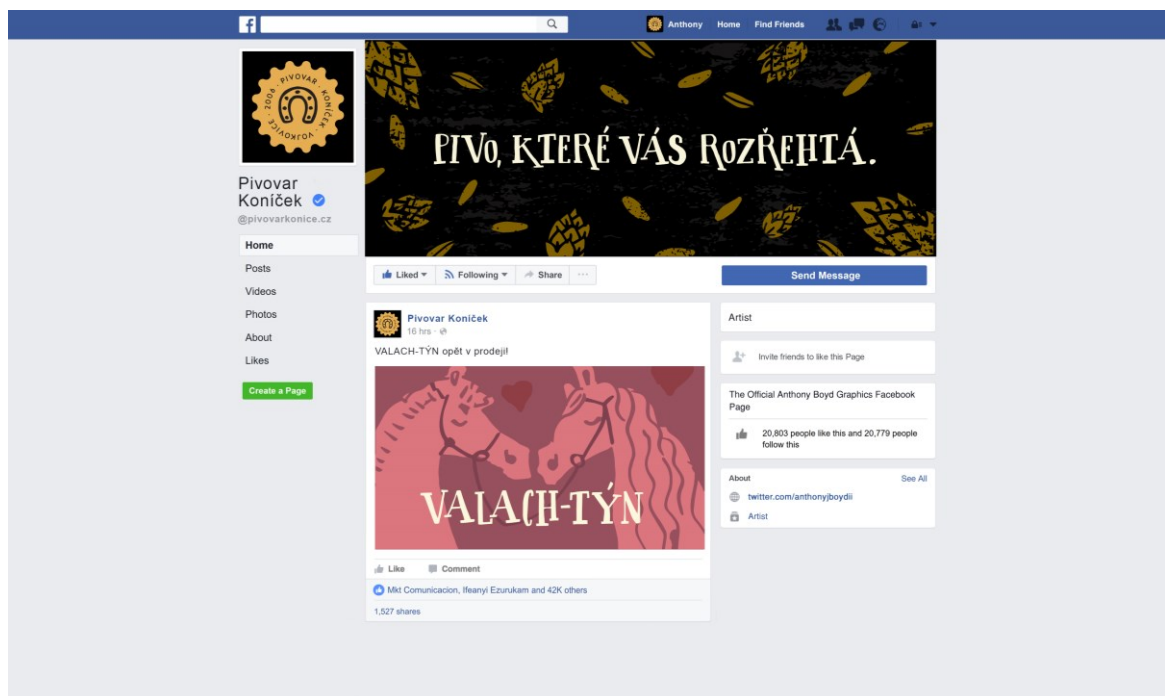 Anthony Home Find Friends
2006 · PIVOVAR · KONÍČEK · VOJKOVICE
PIVO, KTERÉ VÁS ROZŘEHTÁ.
Pivovar
Koníček
@pivovarkonice.cz
Home
Posts
Videos
Photos
About
Likes
Create a Page
Liked Following Share ...
Send Message
Pivovar Koníček
16 hrs ·
VALACH-TÝN opět v prodeji!
VALACH-TÝN
Like Comment
Mkt Comunicacion, Ifeanyi Ezurukam and 42K others
1,527 shares
Artist
Invite friends to like this Page
The Official Anthony Boyd Graphics Facebook
Page
20,803 people like this and 20,779 people
follow this
About See All
twitter.com/anthonyjboydii
Artist